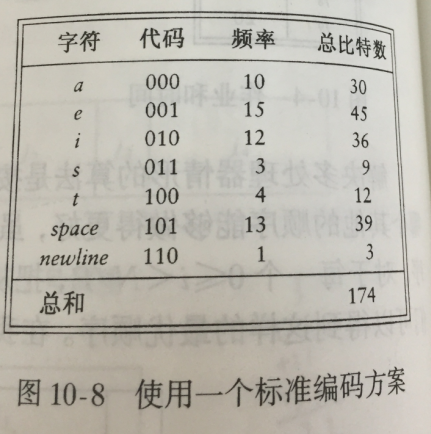 字符 代码 频率 总比特数
a 000 10 30
e 001 15 45
i 010 12 36
s 011 3 9
t 100 4 12
space 101 13 39
newline 110 1 3
总和 174
图 10-8 使用一个标准编码方案